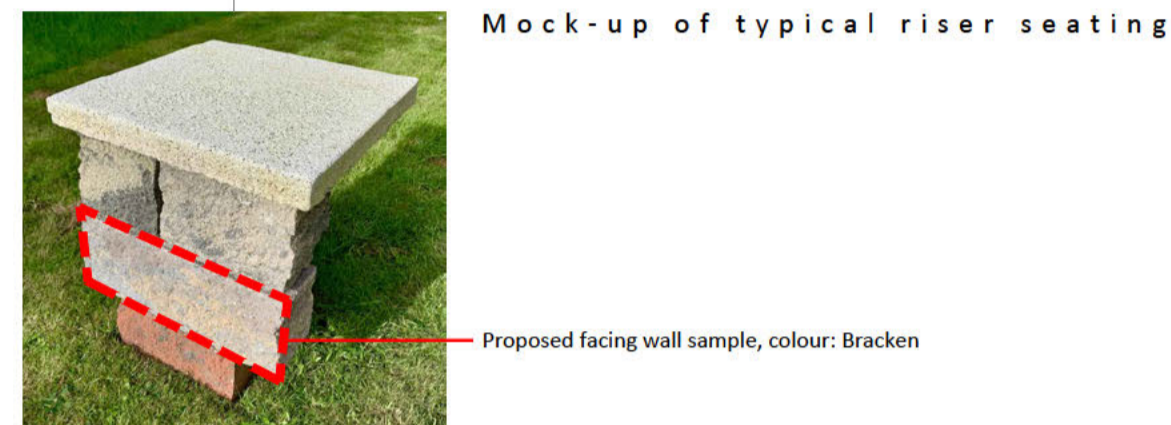 Mock-up of typical riser seating
Proposed facing wall sample, colour: Bracken